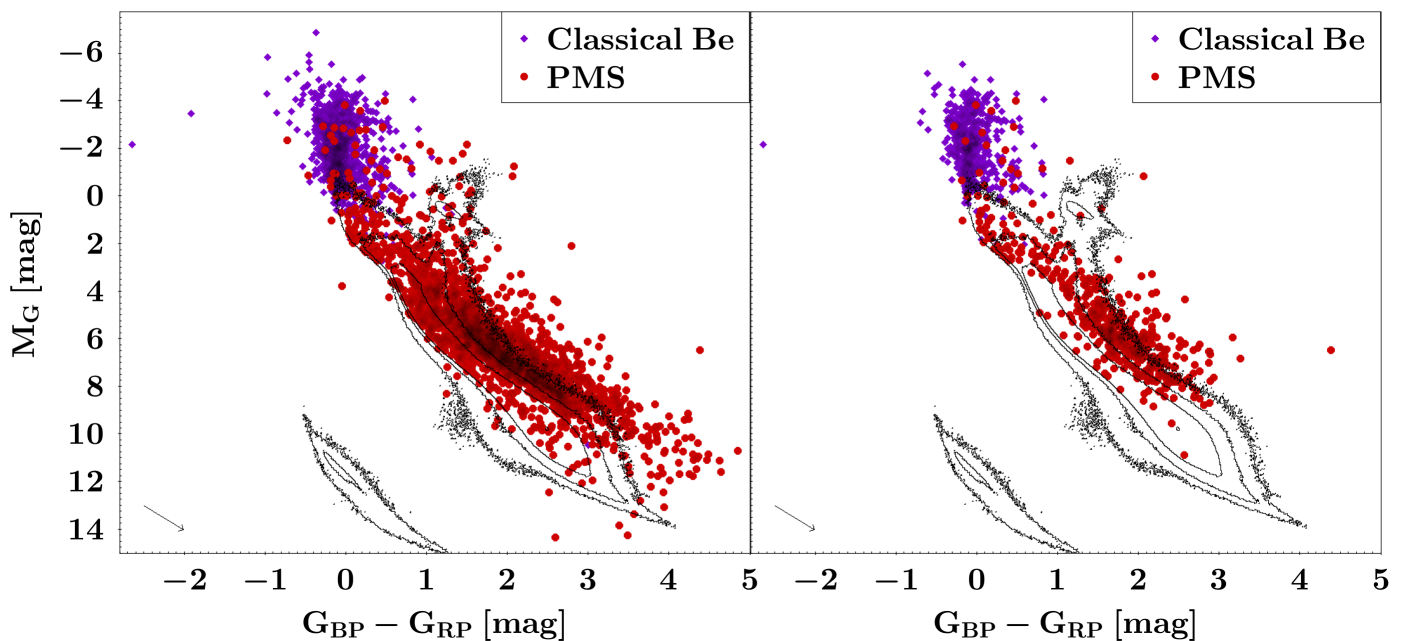 Classical Be
PMS
Classical Be
PMS
−6
−4
−2
0
2
4
6
8
10
12
14
M_G [mag]
−2 −1 0 1 2 3 4 5
−2 −1 0 1 2 3 4 5
G_BP − G_RP [mag]
G_BP − G_RP [mag]